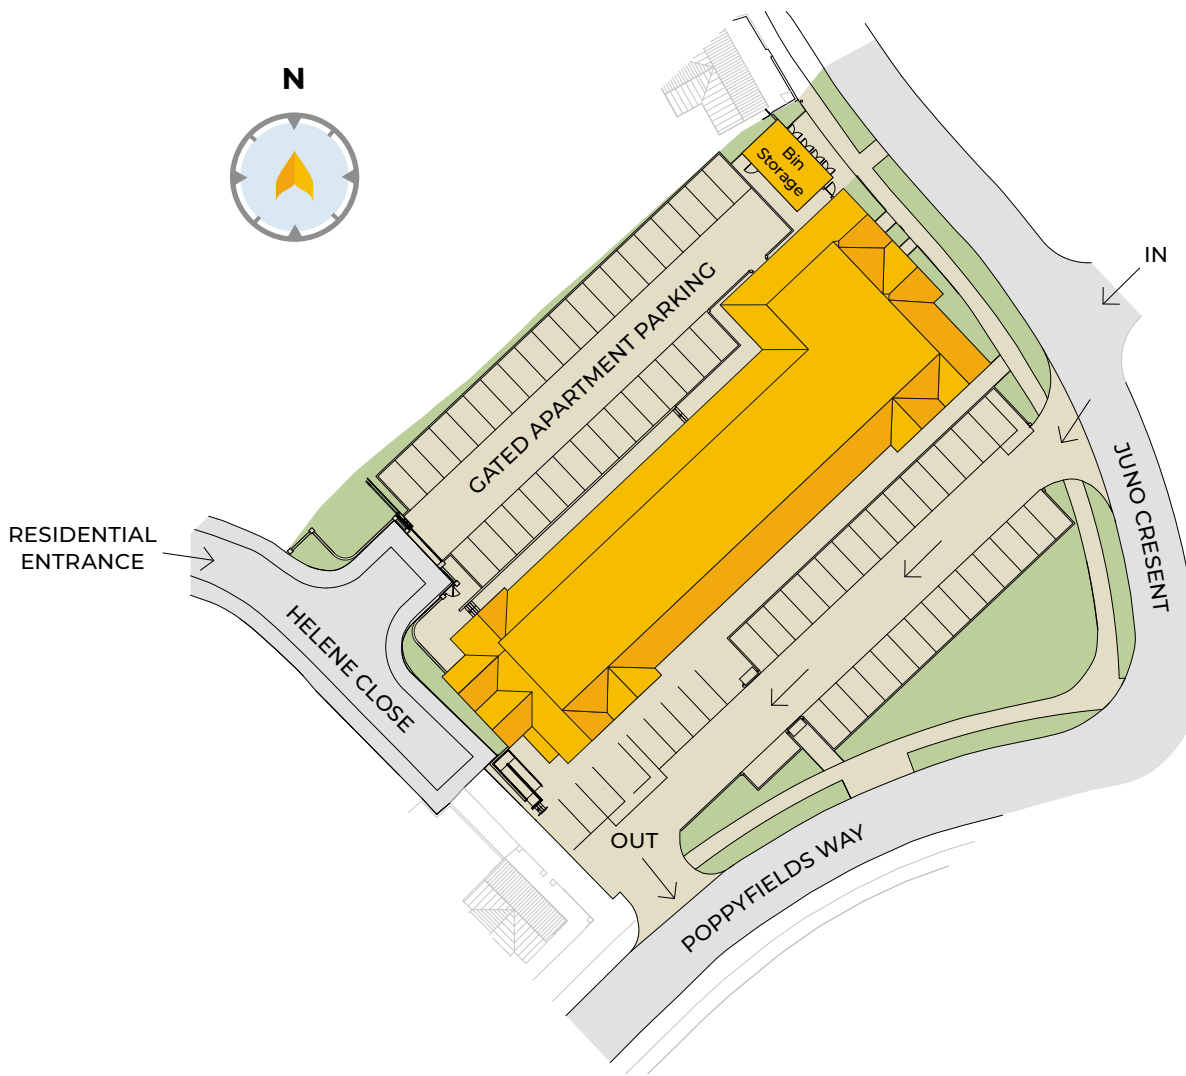 N
Bin
Storage
IN
GATED APARTMENT PARKING
JUNO CRESENT
RESIDENTIAL
ENTRANCE
HELENE CLOSE
OUT
POPPYFIELDS WAY